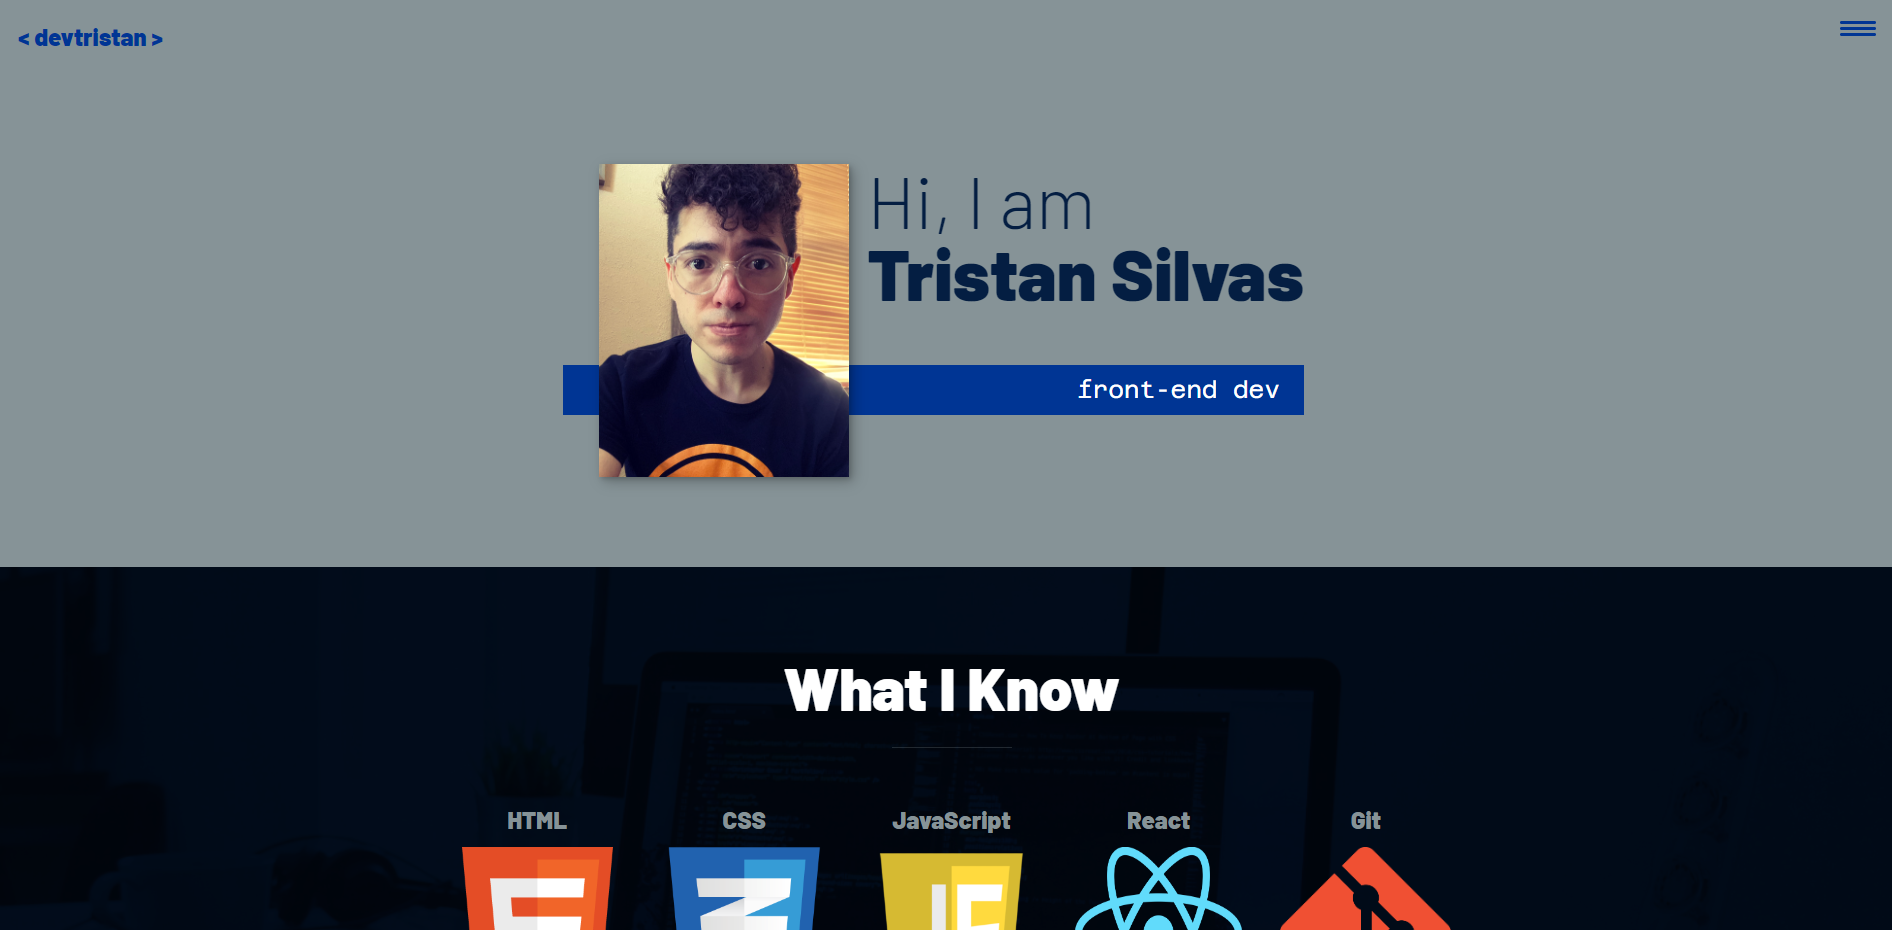 < devtristan >
Hi, I am
Tristan Silvas
front-end dev
What I Know
HTML
CSS
JavaScript
React
Git